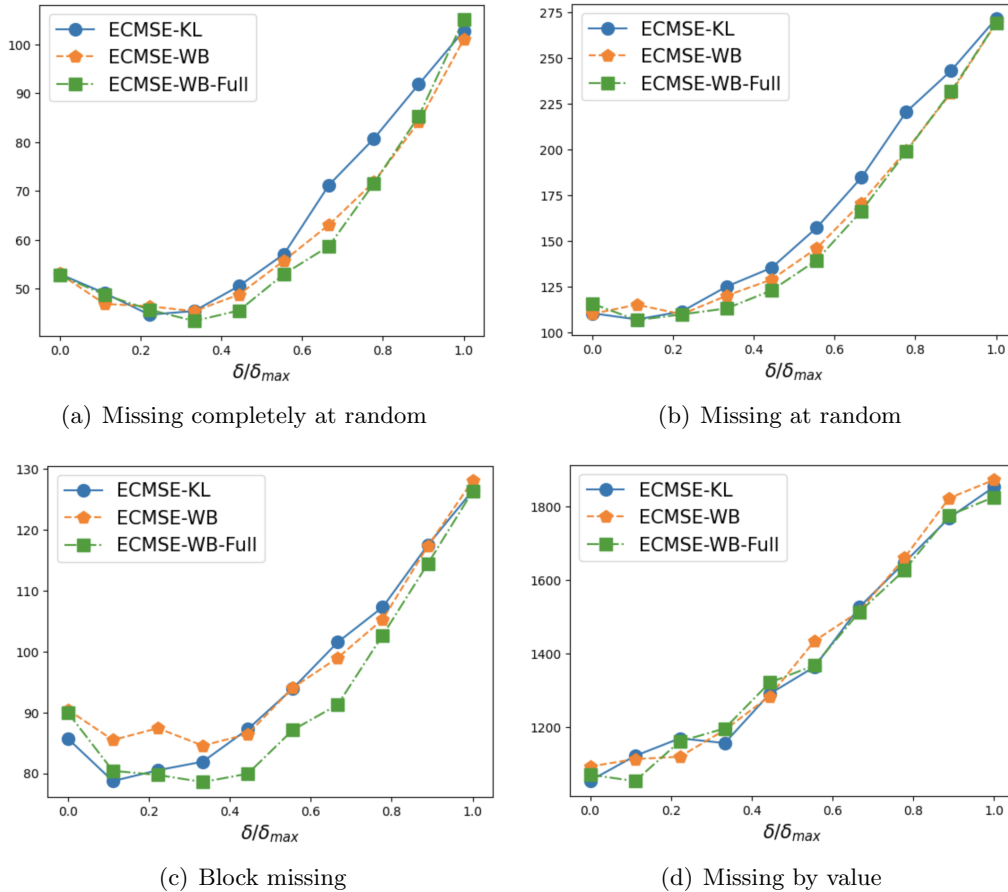 100
90
80
70
60
50
ECMSE-KL
ECMSE-WB
ECMSE-WB-Full
0.0 0.2 0.4 0.6 0.8 1.0
δ/δmax
(a) Missing completely at random
275
250
225
200
175
150
125
100
ECMSE-KL
ECMSE-WB
ECMSE-WB-Full
0.0 0.2 0.4 0.6 0.8 1.0
δ/δmax
(b) Missing at random
130
120
110
100
90
80
ECMSE-KL
ECMSE-WB
ECMSE-WB-Full
0.0 0.2 0.4 0.6 0.8 1.0
δ/δmax
(c) Block missing
1800
1600
1400
1200
ECMSE-KL
ECMSE-WB
ECMSE-WB-Full
0.0 0.2 0.4 0.6 0.8 1.0
δ/δmax
(d) Missing by value